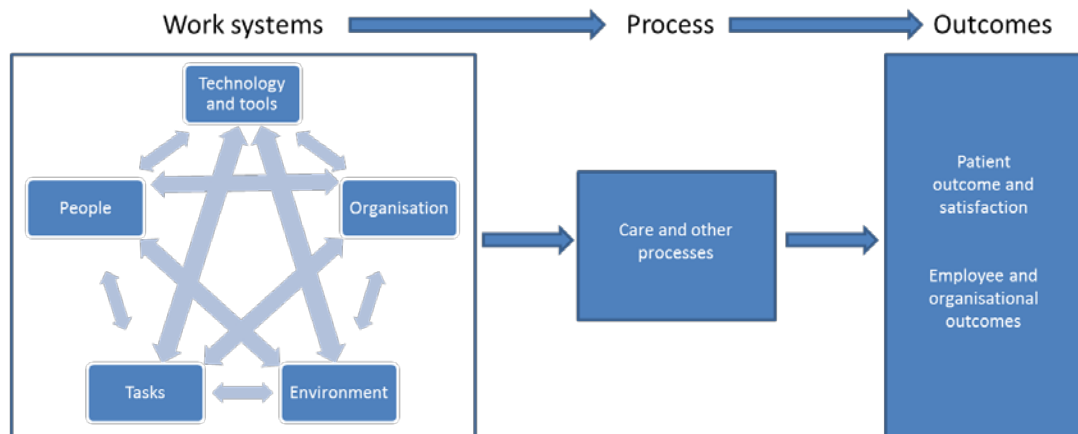 Work systems
Process
Outcomes
Technology
and tools
People
Organisation
Tasks
Environment
Care and other
processes
Patient
outcome and
satisfaction
Employee and
organisational
outcomes